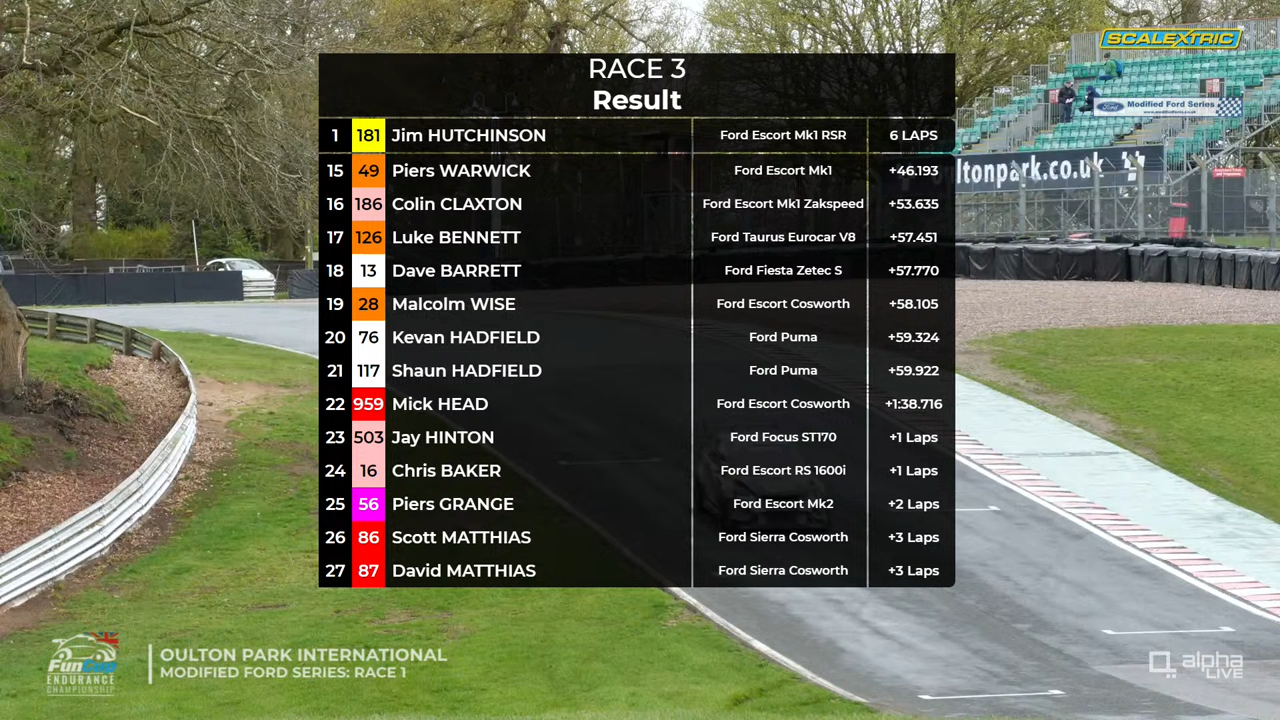 SCALEXTRIC
RACE 3
Result
1 181 Jim HUTCHINSON Ford Escort Mk1 RSR 6 LAPS
15 49 Piers WARWICK Ford Escort Mk1 +46.193
16 186 Colin CLAXTON Ford Escort Mk1 Zakspeed +53.635
17 126 Luke BENNETT Ford Taurus Eurocar V8 +57.451
18 13 Dave BARRETT Ford Fiesta Zetec S +57.770
19 28 Malcolm WISE Ford Escort Cosworth +58.105
20 76 Kevan HADFIELD Ford Puma +59.324
21 117 Shaun HADFIELD Ford Puma +59.922
22 959 Mick HEAD Ford Escort Cosworth +1:38.716
23 503 Jay HINTON Ford Focus ST170 +1 Laps
24 16 Chris BAKER Ford Escort RS 1600i +1 Laps
25 56 Piers GRANGE Ford Escort Mk2 +2 Laps
26 86 Scott MATTHIAS Ford Sierra Cosworth +3 Laps
27 87 David MATTHIAS Ford Sierra Cosworth +3 Laps
Ford Modified Ford Series
ltonpark.co.uk
FunCup
ENDURANCE
CHAMPIONSHIP
OULTON PARK INTERNATIONAL
MODIFIED FORD SERIES: RACE 1
alpha
LIVE